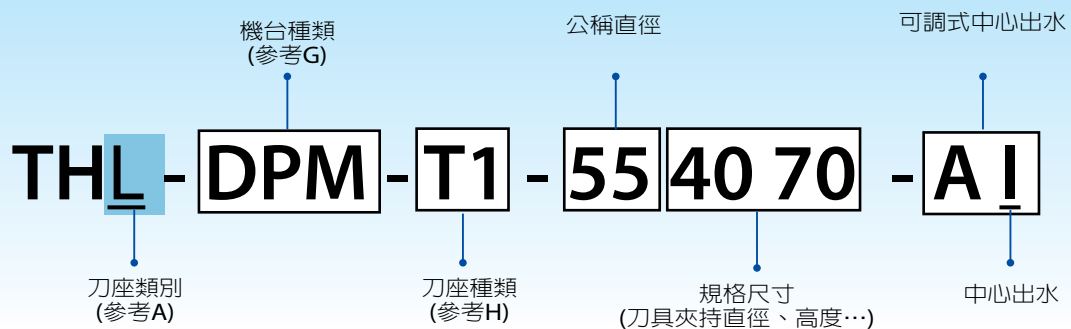 機台種類
(參考G)
公稱直徑
可調式中心出水
THL - DPM - T1 - 55 40 70 - A I
刀座類別
(參考A)
刀座種類
(參考H)
規格尺寸
(刀具夾持直徑、高度…)
中心出水